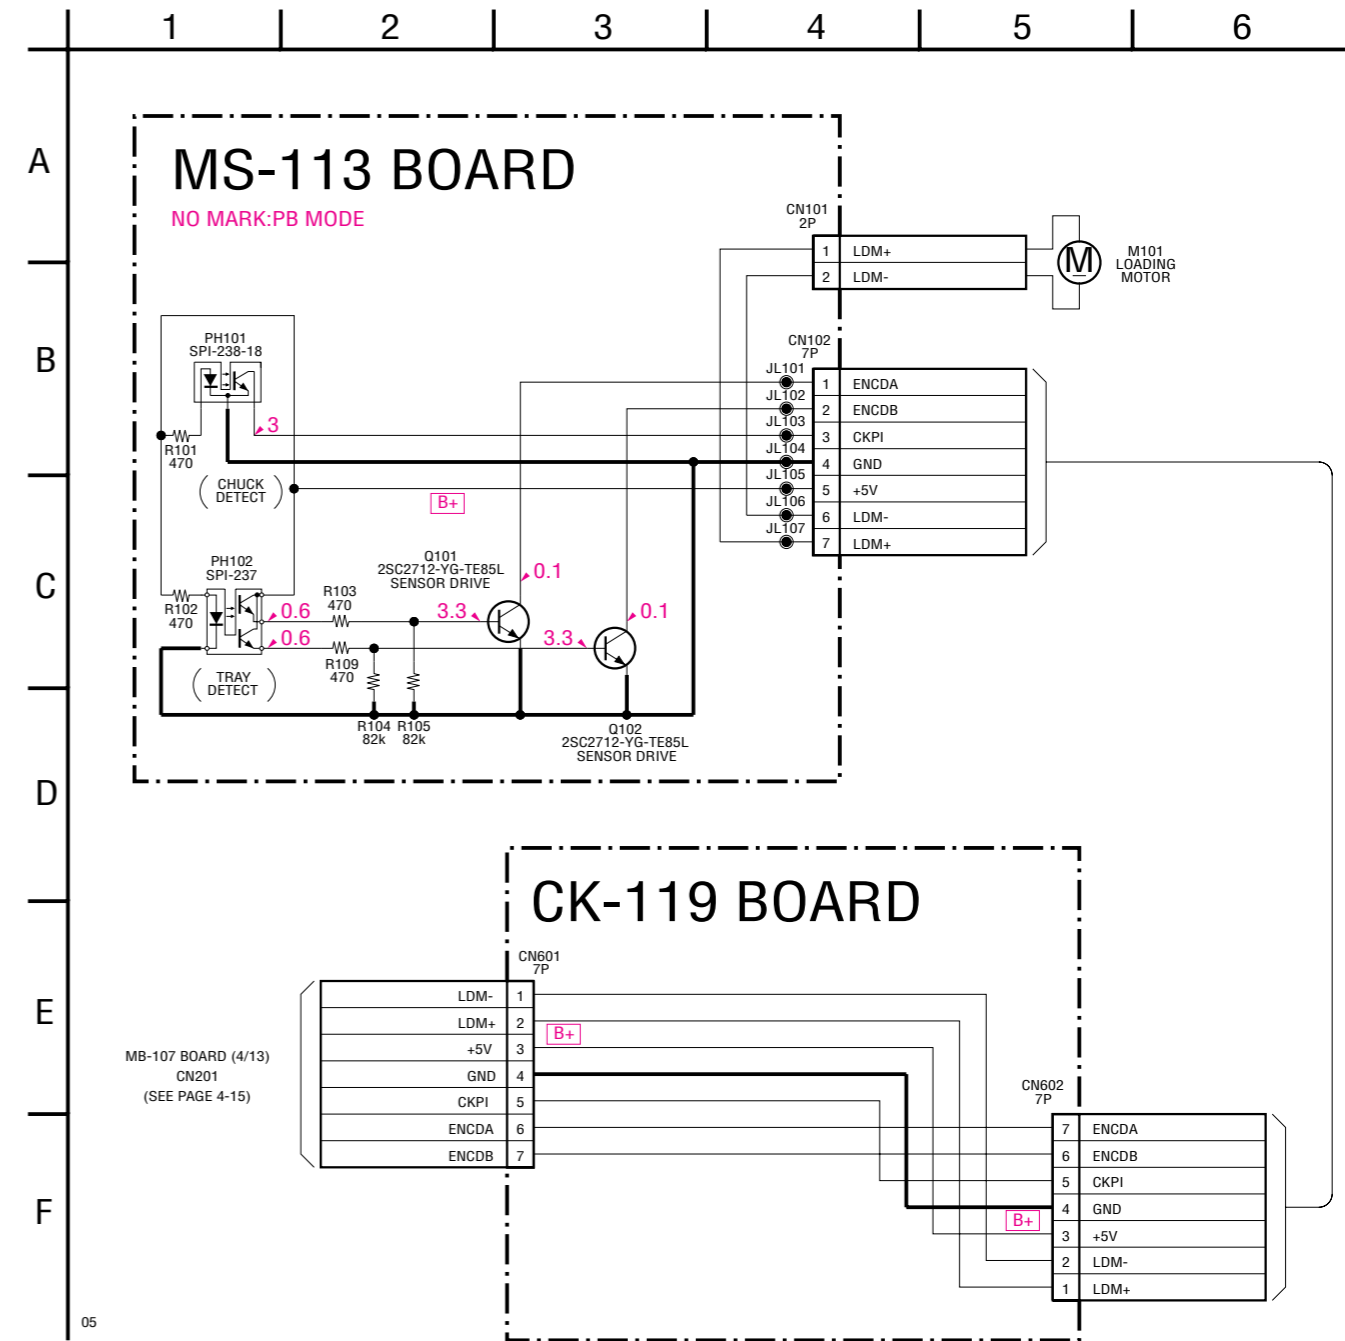 1 2 3 4 5 6
A
B
C
D
E
F
MS-113 BOARD
NO MARK:PB MODE
CN101
2P
1 LDM+
2 LDM-
M
M101
LOADING
MOTOR
PH101
SPI-238-18
R101
470
3
( CHUCK
DETECT )
B+
CN102
7P
JL101
1 ENCDA
JL102
2 ENCDB
JL103
3 CKPI
JL104
4 GND
JL105
5 +5V
JL106
6 LDM-
JL107
7 LDM+
PH102
SPI-237
R102
470
0.6
0.6
( TRAY
DETECT )
R103
470
R109
470
R104
82k
R105
82k
Q101
2SC2712-YG-TE85L
SENSOR DRIVE
3.3
0.1
3.3
0.1
Q102
2SC2712-YG-TE85L
SENSOR DRIVE
CK-119 BOARD
CN601
7P
LDM- 1
LDM+ 2
+5V 3
GND 4
CKPI 5
ENCDA 6
ENCDB 7
B+
MB-107 BOARD (4/13)
CN201
(SEE PAGE 4-15)
CN602
7P
7 ENCDA
6 ENCDB
5 CKPI
4 GND
3 +5V
2 LDM-
1 LDM+
B+
05